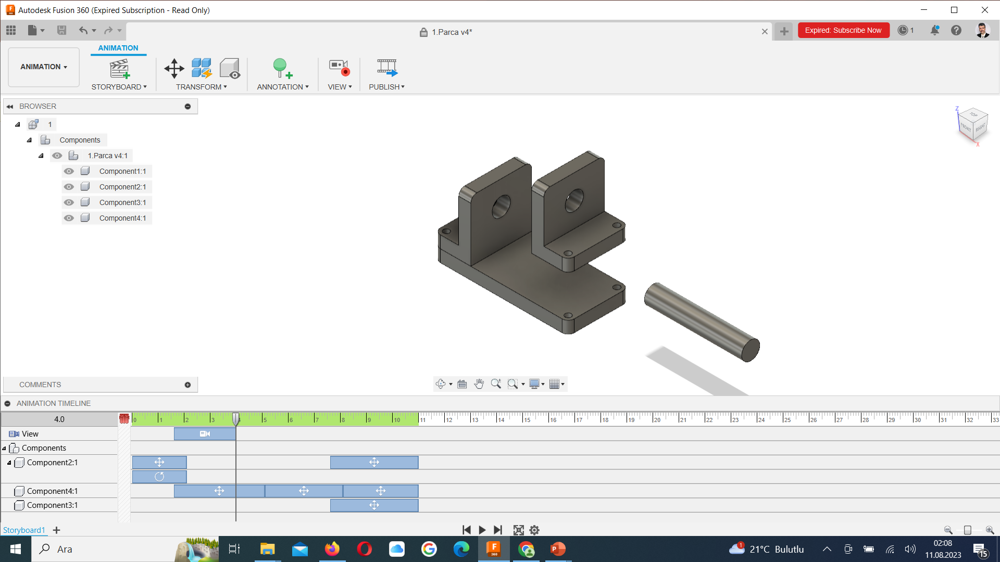 Autodesk Fusion 360 (Expired Subscription - Read Only)
1.Parca v4*
Expired: Subscribe Now
1
ANIMATION
ANIMATION
STORYBOARD
TRANSFORM
ANNOTATION
VIEW
PUBLISH
BROWSER
1
Components
1.Parca v4:1
Component1:1
Component2:1
Component3:1
Component4:1
Z
TOP
FRONT
RIGHT
X
COMMENTS
ANIMATION TIMELINE
4.0
0 1 2 3 4 5 6 7 8 9 10 11 12 13 14 15 16 17 18 19 20 21 22 23 24 25 26 27 28 29 30 31 32 33
View
Components
Component2:1
Component4:1
Component3:1
Storyboard1
Ara
F
360
P
1
21°C Bulutlu
02:08
11.08.2023
15